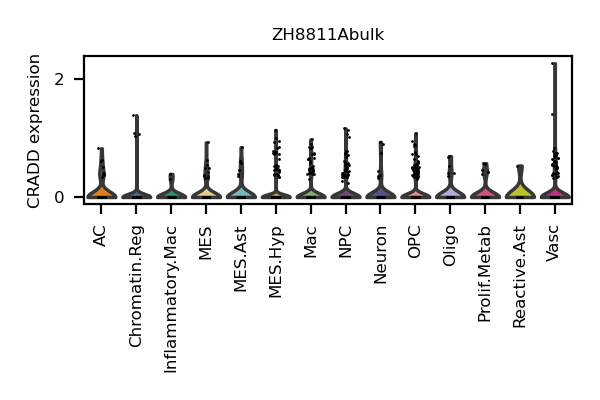 ZH8811Abulk
CRADD expression
2
0
AC
Chromatin.Reg
Inflammatory.Mac
MES
MES.Ast
MES.Hyp
Mac
NPC
Neuron
OPC
Oligo
Prolif.Metab
Reactive.Ast
Vasc